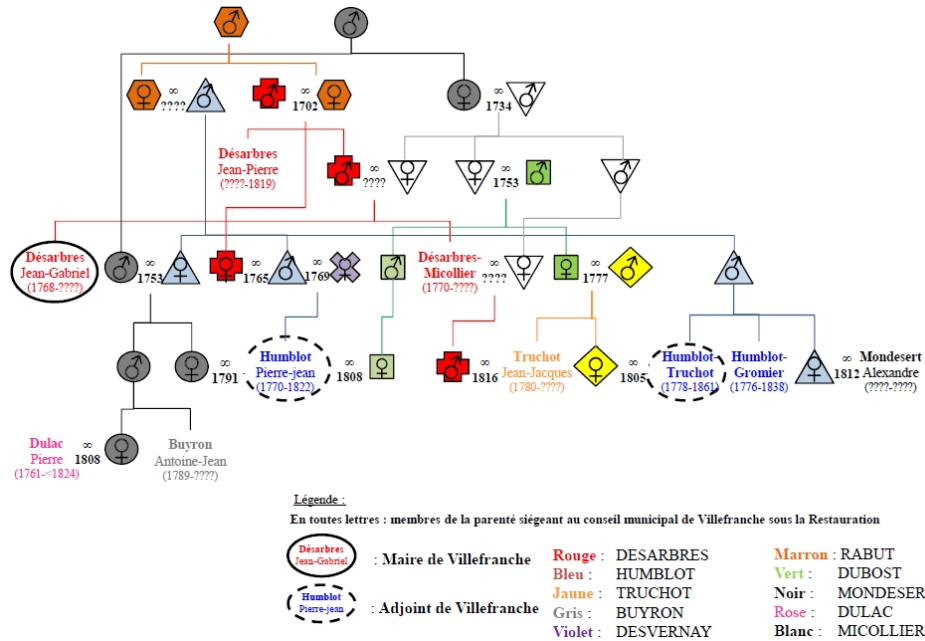 ∞
????
∞
1702
∞
1734
Désarbres
Jean-Pierre
(????-1819)
∞
????
∞
1753
Désarbres
Jean-Gabriel
(1768-????)
∞
1753
∞
1765
∞
1769
Désarbres-
Micollier
(1770-????)
∞
????
∞
1777
∞
1791
Humblot
Pierre-jean
(1770-1822)
∞
1808
∞
1816
Truchot
Jean-Jacques
(1780-????)
∞
1805
Humblot-
Truchot
(1778-1861)
Humblot-
Gromier
(1776-1838)
∞
1812
Mondesert
Alexandre
(????-????)
Dulac
Pierre
(1761-<1824)
∞
1808
Buyron
Antoine-Jean
(1789-????)
Légende :
En toutes lettres : membres de la parenté siégeant au conseil municipal de Villefranche sous la Restauration
Désarbres
Jean-Gabriel
: Maire de Villefranche
Humblot
Pierre-jean
: Adjoint de Villefranche
Rouge : DESARBRES
Bleu : HUMBLOT
Jaune : TRUCHOT
Gris : BUYRON
Violet : DESVERNAY
Marron : RABUT
Vert : DUBOST
Noir : MONDESER
Rose : DULAC
Blanc : MICOLLIER